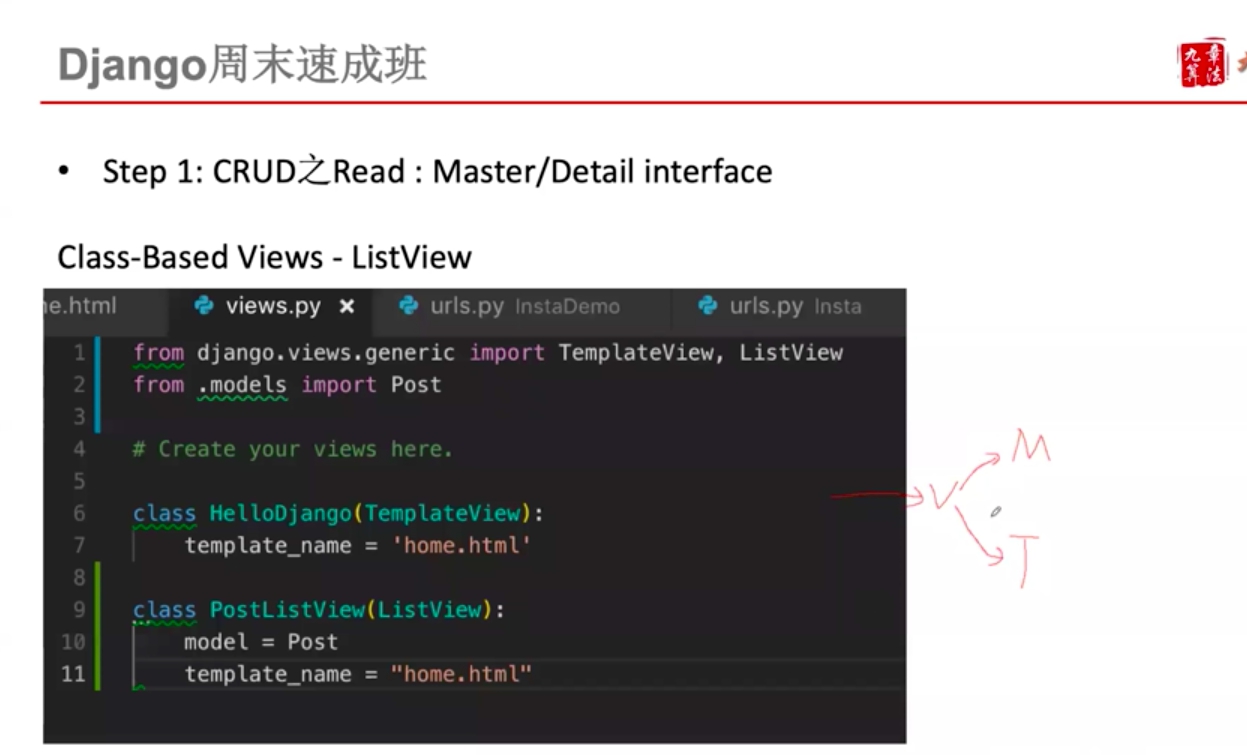 Django周末速成班
九章算法
• Step 1: CRUD之Read : Master/Detail interface
Class-Based Views - ListView
me.html views.py × urls.py InstaDemo urls.py Insta
1 from django.views.generic import TemplateView, ListView
2 from .models import Post
3
4 # Create your views here.
5
6 class HelloDjango(TemplateView):
7 template_name = 'home.html'
8
9 class PostListView(ListView):
10 model = Post
11 template_name = "home.html"
M
V
T